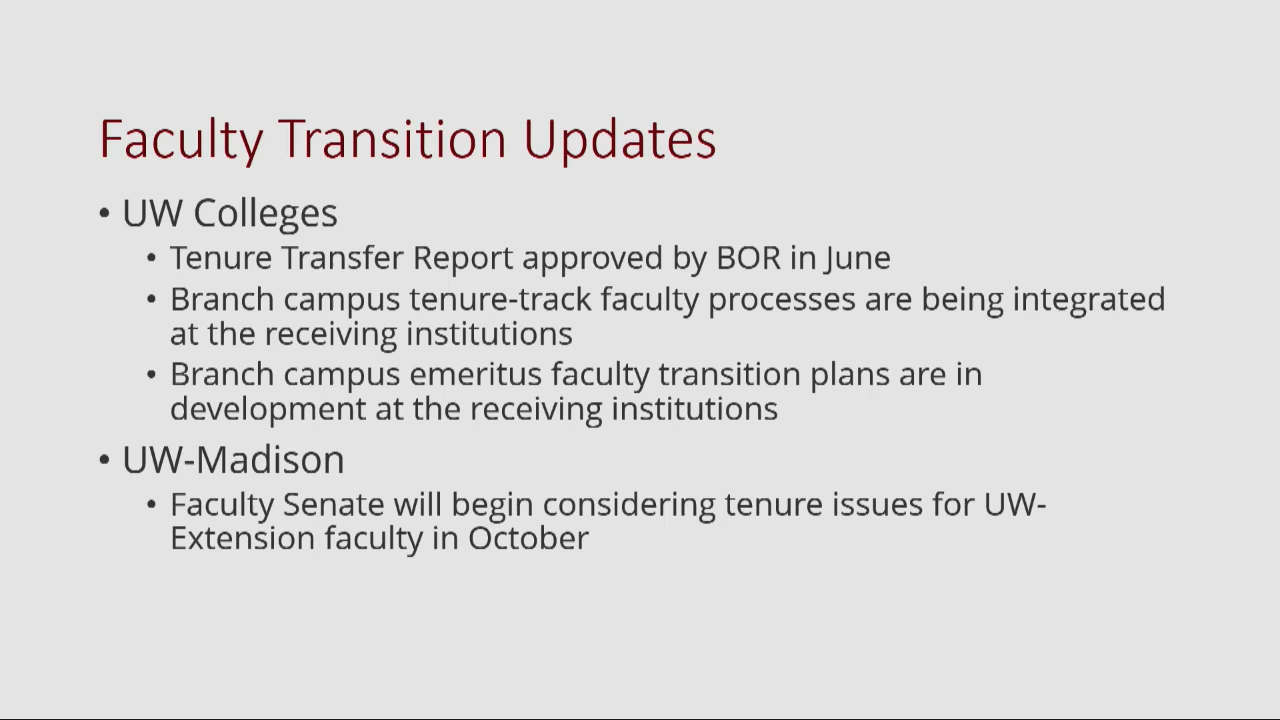 Faculty Transition Updates
• UW Colleges
• Tenure Transfer Report approved by BOR in June
• Branch campus tenure-track faculty processes are being integrated
at the receiving institutions
• Branch campus emeritus faculty transition plans are in
development at the receiving institutions
• UW-Madison
• Faculty Senate will begin considering tenure issues for UW-
Extension faculty in October